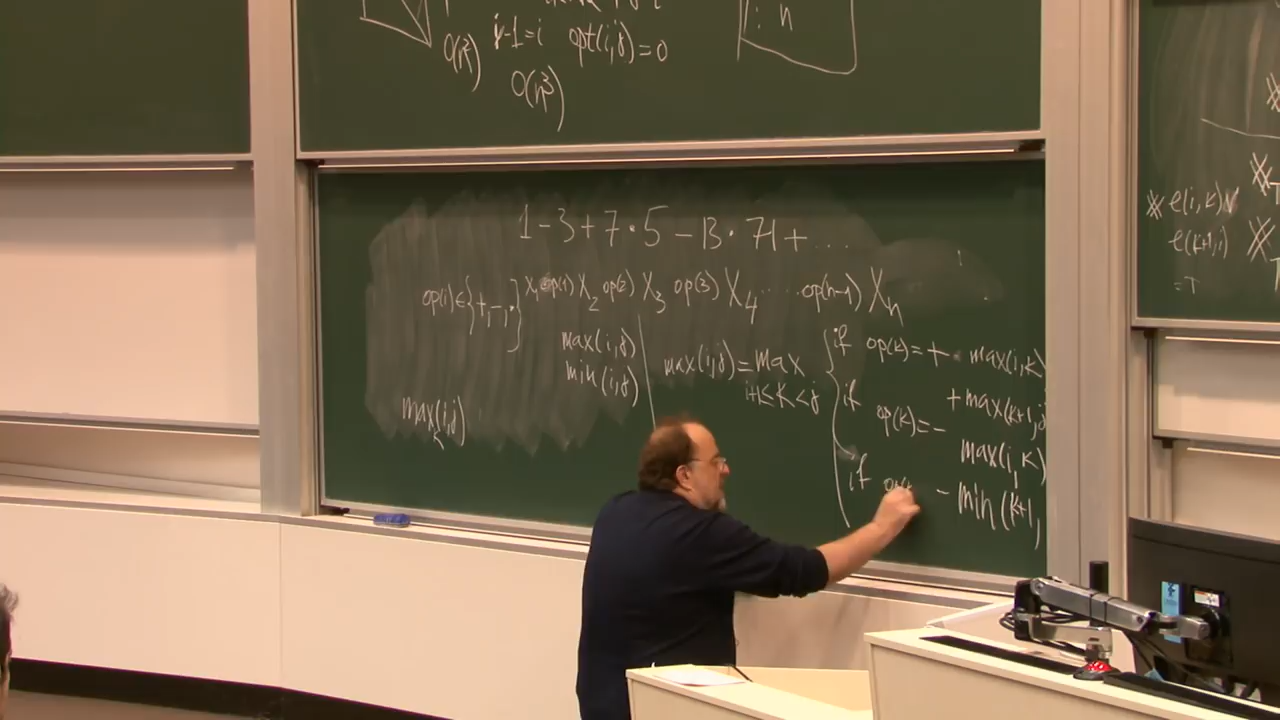 j-1=i opt(i,j)=0
O(n²)
O(n³)
: n
1-3+7·5-13·71+...
op(i)∈{+,-,·} X₁ op(1) X₂ op(2) X₃ op(3) X₄ ... op(n-1) Xₙ
max(i,j)
min(i,j)
max(i,j)=max
i+1≤k<j
if op(k)=+ max(i,k)
+max(k+1,j
if op(k)=-
max(i,k)
-min(k+1,
if
max(i,j)
e(i,k)
e(k+1,j)
=T